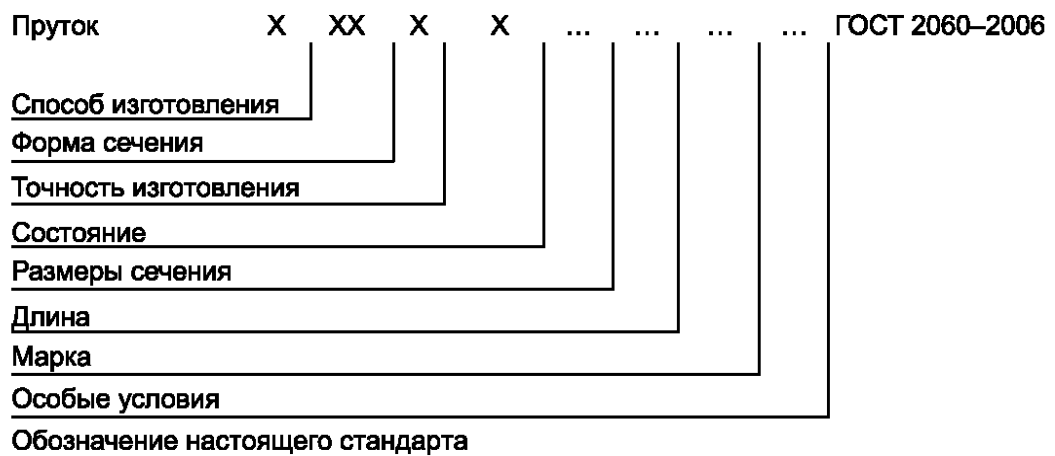 Пруток X XX X X ... ... ... ... ГОСТ 2060–2006
Способ изготовления
Форма сечения
Точность изготовления
Состояние
Размеры сечения
Длина
Марка
Особые условия
Обозначение настоящего стандарта